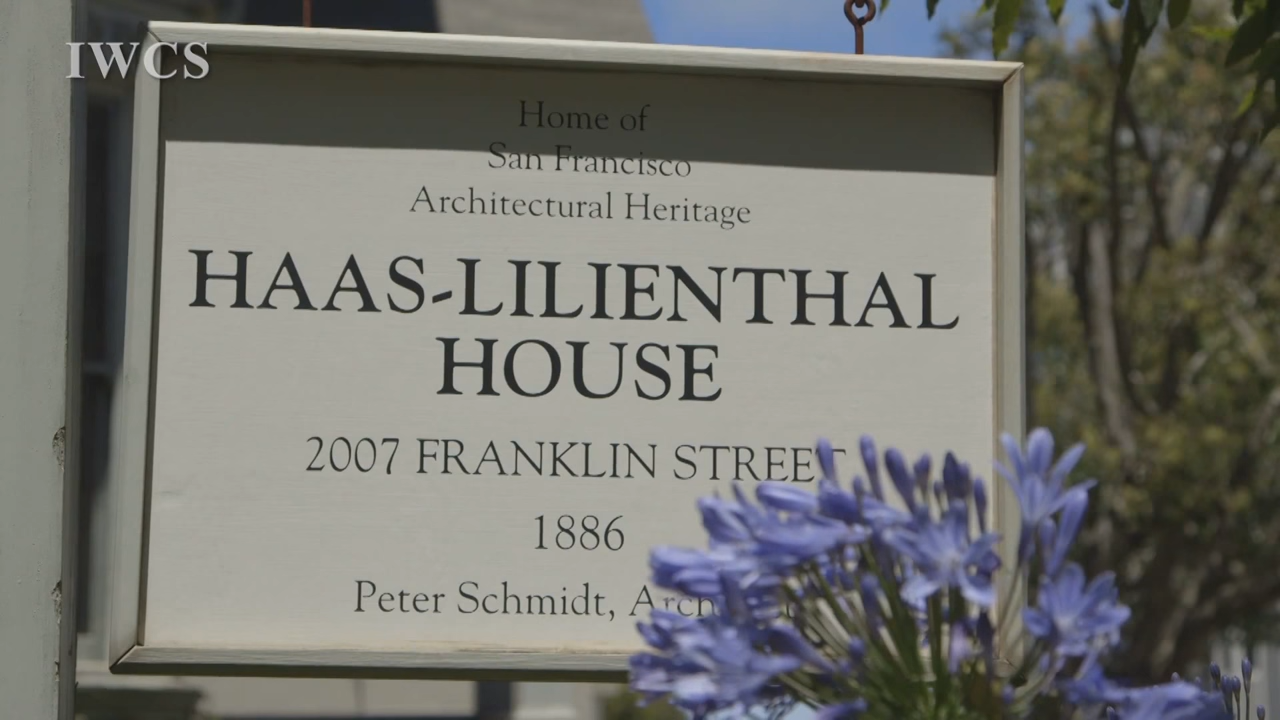 IWCS
Home of
San Francisco
Architectural Heritage
HAAS-LILIENTHAL
HOUSE
2007 FRANKLIN STREET
1886
Peter Schmidt,